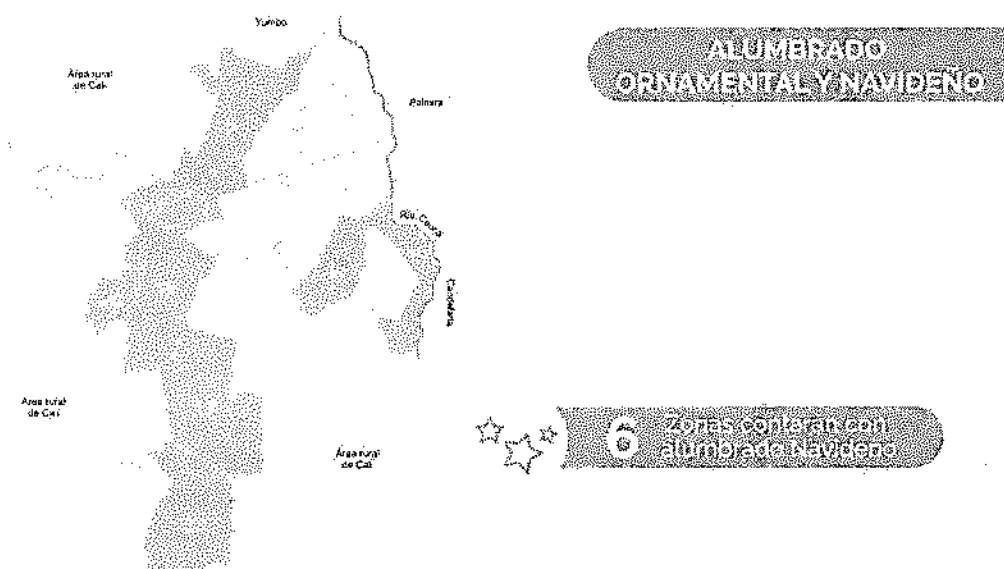 Yumbo
ALUMBRADO
ORNAMENTAL Y NAVIDEÑO
Área rural
de Cali
Palmira
Río Cauca
Candelaria
Área rural
de Cali
6 Zonas contarán con
alumbrado Navideño
Área rural
de Cali